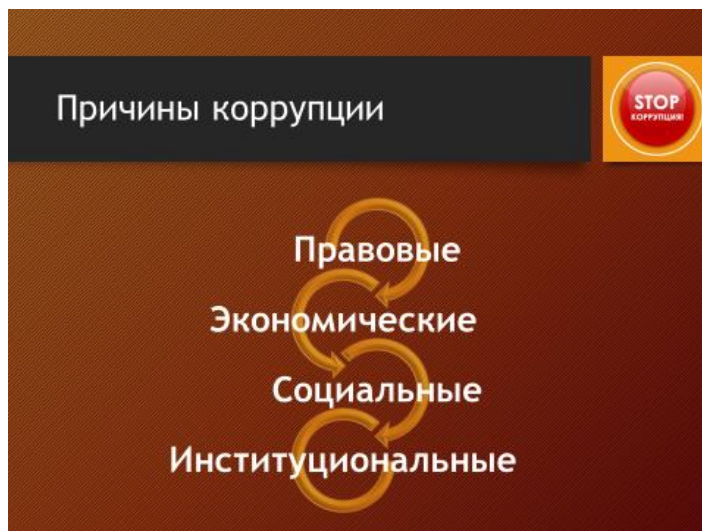 Причины коррупции
STOP
КОРРУПЦИЯ!
Правовые
Экономические
Социальные
Институциональные